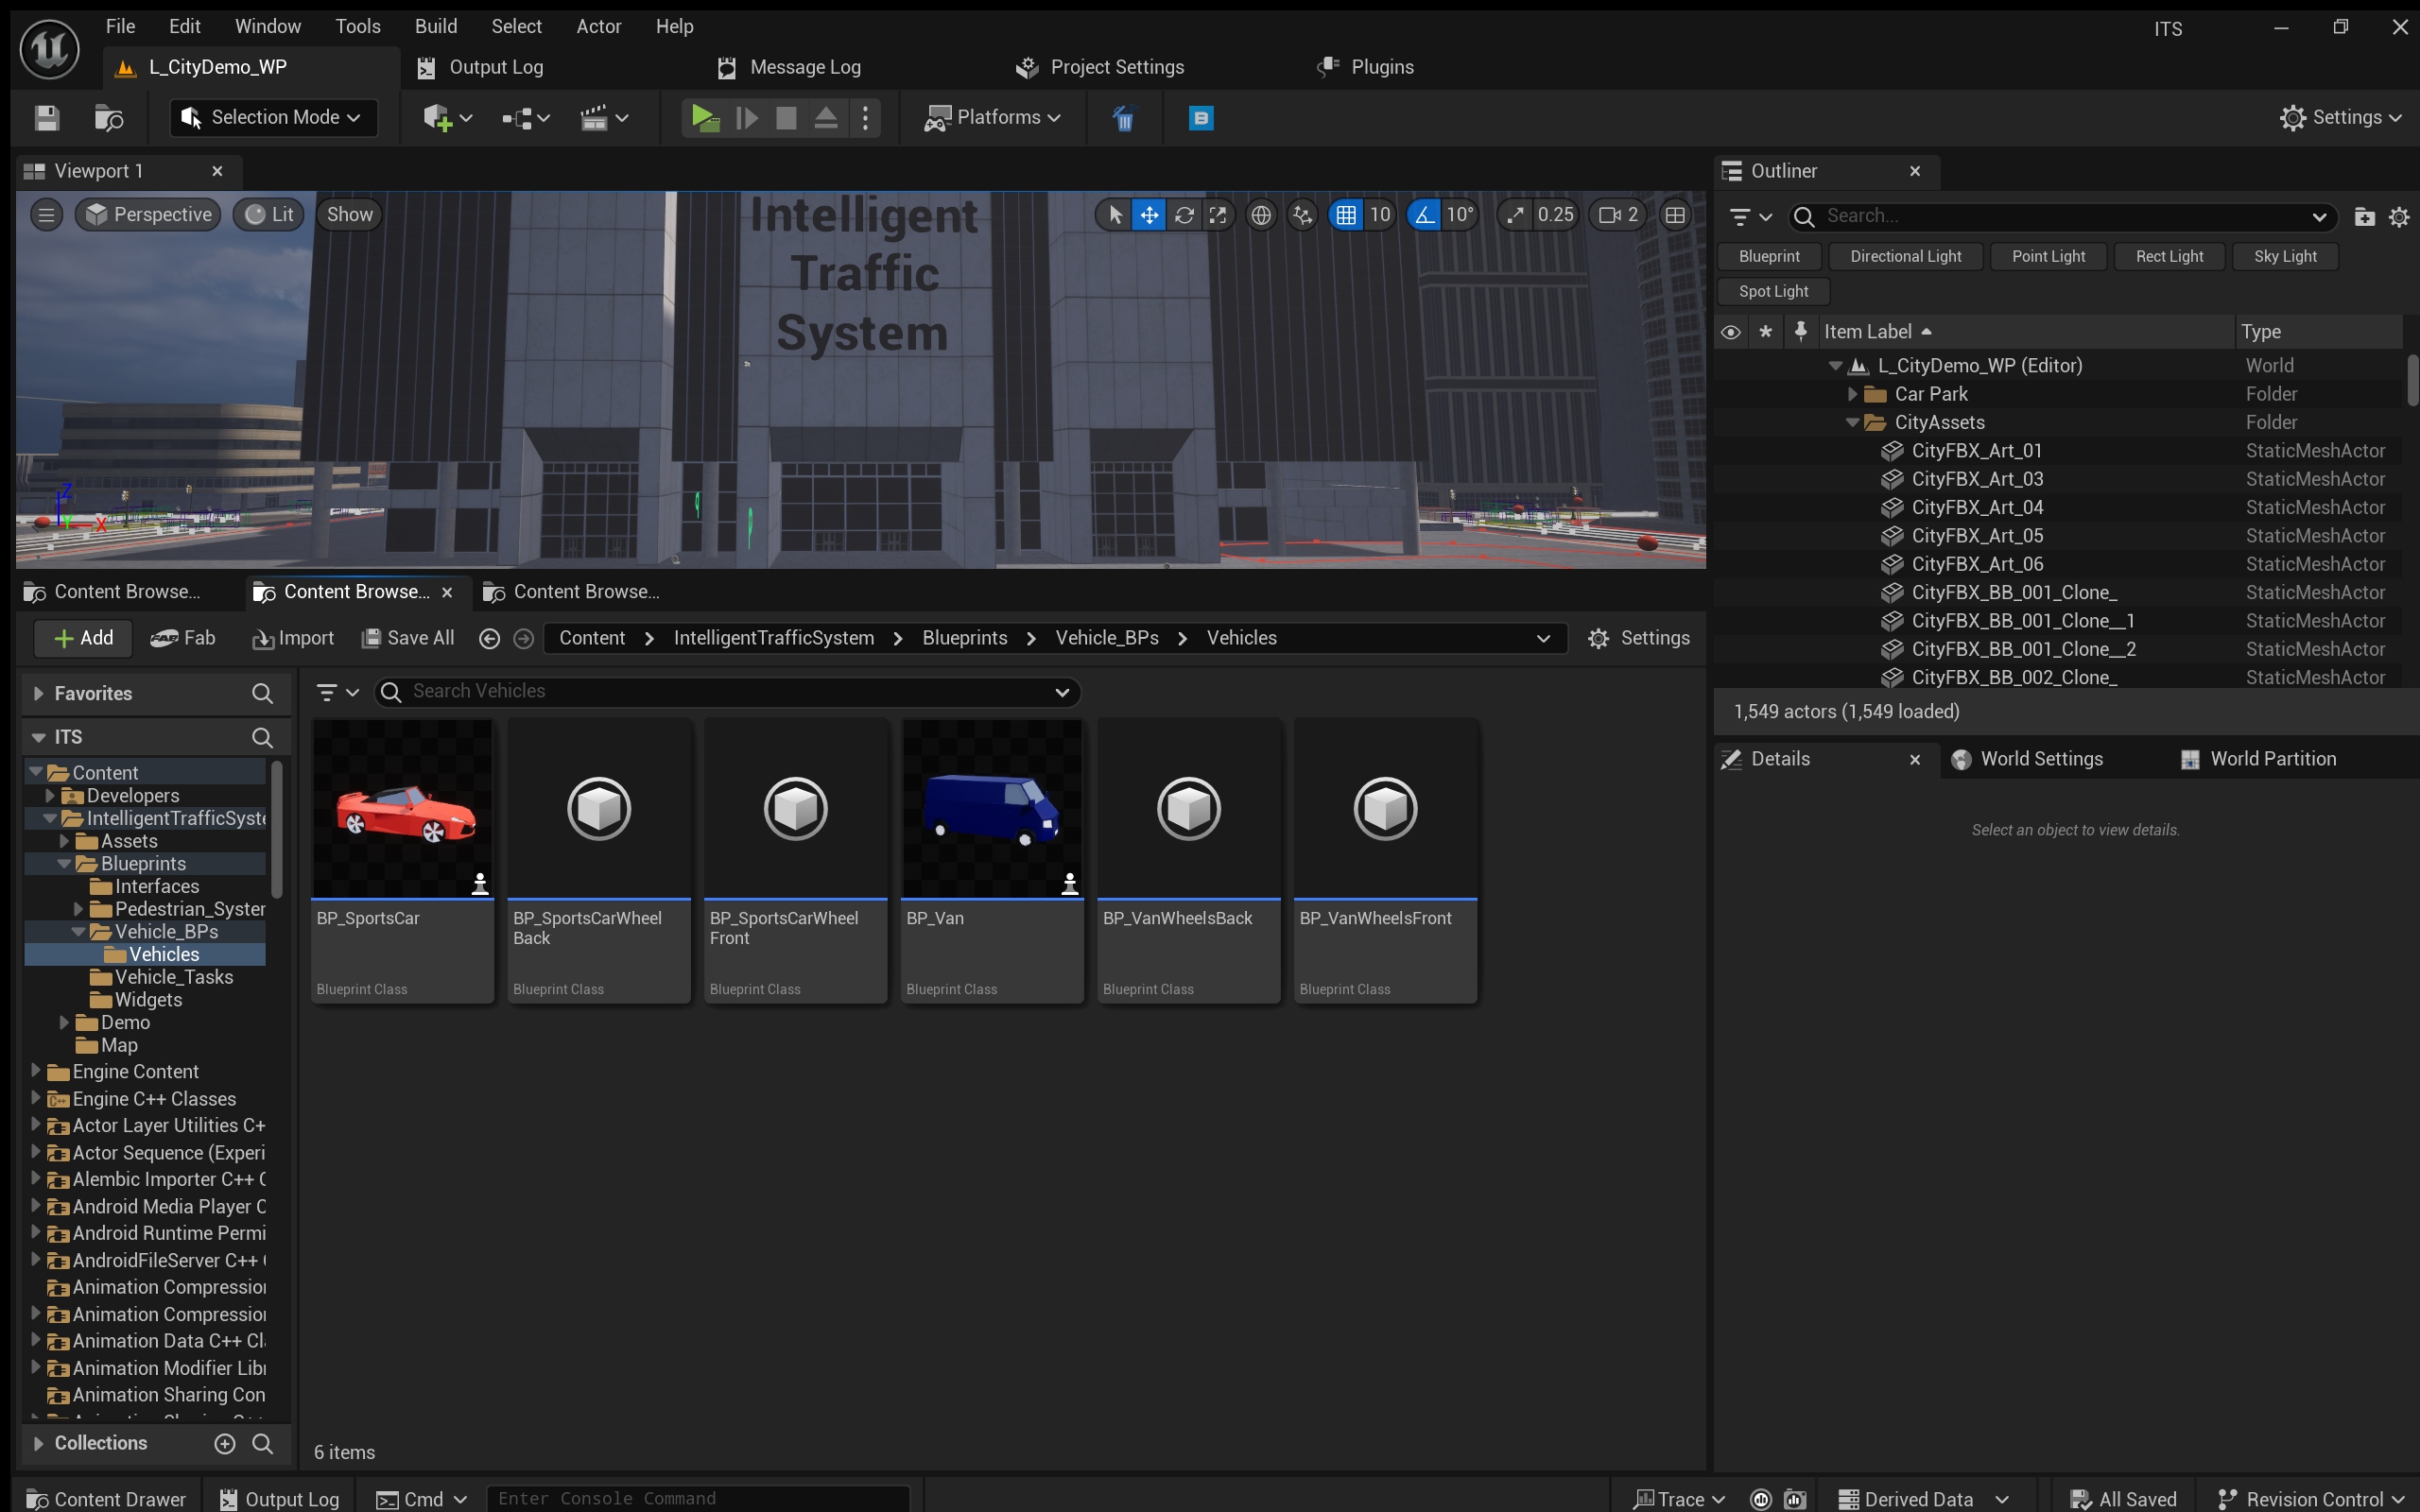 File Edit Window Tools Build Select Actor Help
ITS
L_CityDemo_WP
Output Log
Message Log
Project Settings
Plugins
Selection Mode
Platforms
Settings
Viewport 1
Perspective
Lit
Show
10
10°
0.25
2
Intelligent
Traffic
System
Z
Y
X
Outliner
Search...
Blueprint
Directional Light
Point Light
Rect Light
Sky Light
Spot Light
Item Label
Type
L_CityDemo_WP (Editor) World
Car Park Folder
CityAssets Folder
CityFBX_Art_01 StaticMeshActor
CityFBX_Art_03 StaticMeshActor
CityFBX_Art_04 StaticMeshActor
CityFBX_Art_05 StaticMeshActor
CityFBX_Art_06 StaticMeshActor
CityFBX_BB_001_Clone_ StaticMeshActor
CityFBX_BB_001_Clone__1 StaticMeshActor
CityFBX_BB_001_Clone__2 StaticMeshActor
CityFBX_BB_002_Clone_ StaticMeshActor
1,549 actors (1,549 loaded)
Details
World Settings
World Partition
Select an object to view details.
Content Browse...
Content Browse...
Content Browse...
Add
Fab
Import
Save All
Content > IntelligentTrafficSystem > Blueprints > Vehicle_BPs > Vehicles
Settings
Favorites
ITS
Content
Developers
IntelligentTrafficSyste
Assets
Blueprints
Interfaces
Pedestrian_System
Vehicle_BPs
Vehicles
Vehicle_Tasks
Widgets
Demo
Map
Engine Content
Engine C++ Classes
Actor Layer Utilities C+
Actor Sequence (Experi
Alembic Importer C++ C
Android Media Player C
Android Runtime Permi
AndroidFileServer C++ (
Animation Compression
Animation Compression
Animation Data C++ Cl
Animation Modifier Libr
Animation Sharing Con
Collections
Search Vehicles
BP_SportsCar
Blueprint Class
BP_SportsCarWheel
Back
Blueprint Class
BP_SportsCarWheel
Front
Blueprint Class
BP_Van
Blueprint Class
BP_VanWheelsBack
Blueprint Class
BP_VanWheelsFront
Blueprint Class
6 items
Content Drawer
Output Log
Cmd
Enter Console Command
Trace
Derived Data
All Saved
Revision Control